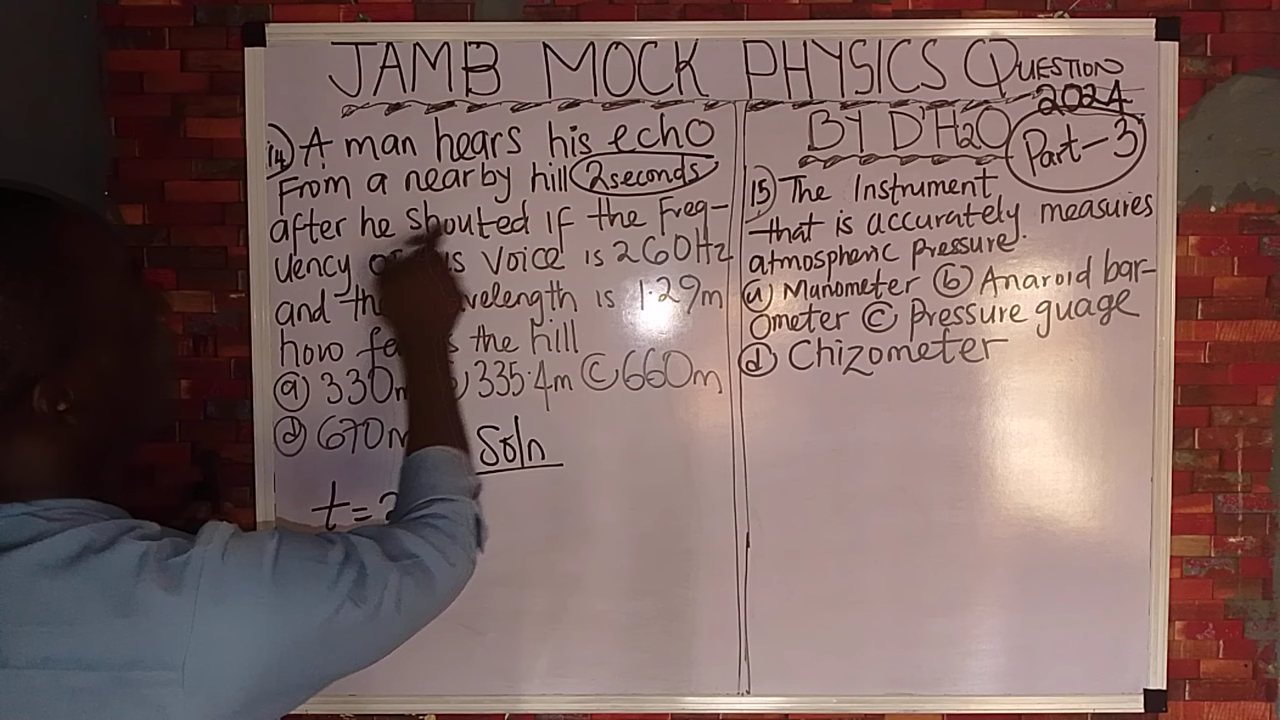 JAMB MOCK PHYSICS QUESTION
2024
BY D'H2O
Part-3
14) A man hears his echo
From a nearby hill 2seconds
after he shouted if the Freq-
uency Voice is 260Hz
and velength is 1.29m
how the hill
(a) 330m 335.4m (c) 660m
(d) 670m
Soln
t = 2
15) The Instrument
that is accurately measures
atmospheric Pressure.
(a) Manometer (b) Anaroid bar-
ometer (c) Pressure guage
(d) Chizometer